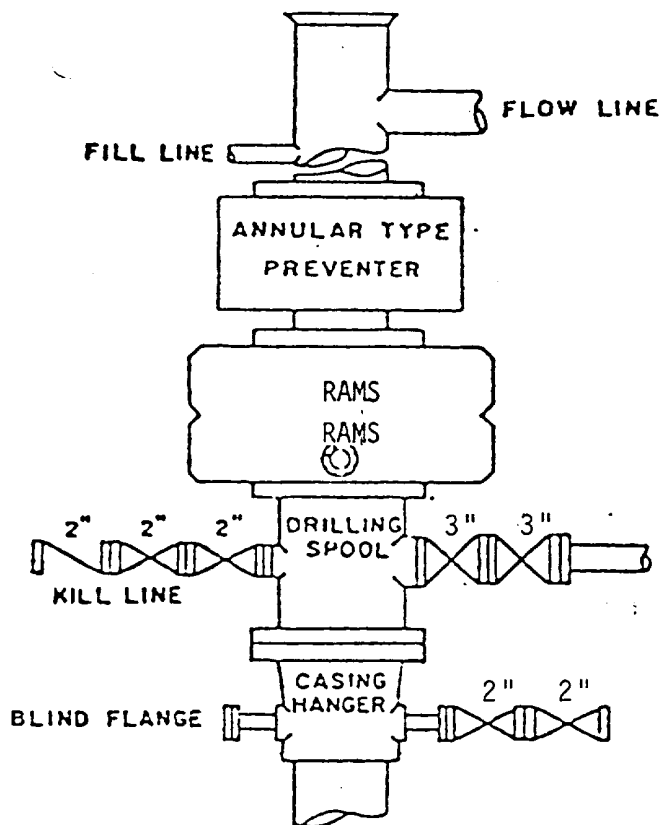 FLOW LINE
FILL LINE
ANNULAR TYPE
PREVENTER
RAMS
RAMS
2" 2" 2"
DRILLING
SPOOL
3" 3"
KILL LINE
CASING
HANGER
2" 2"
BLIND FLANGE